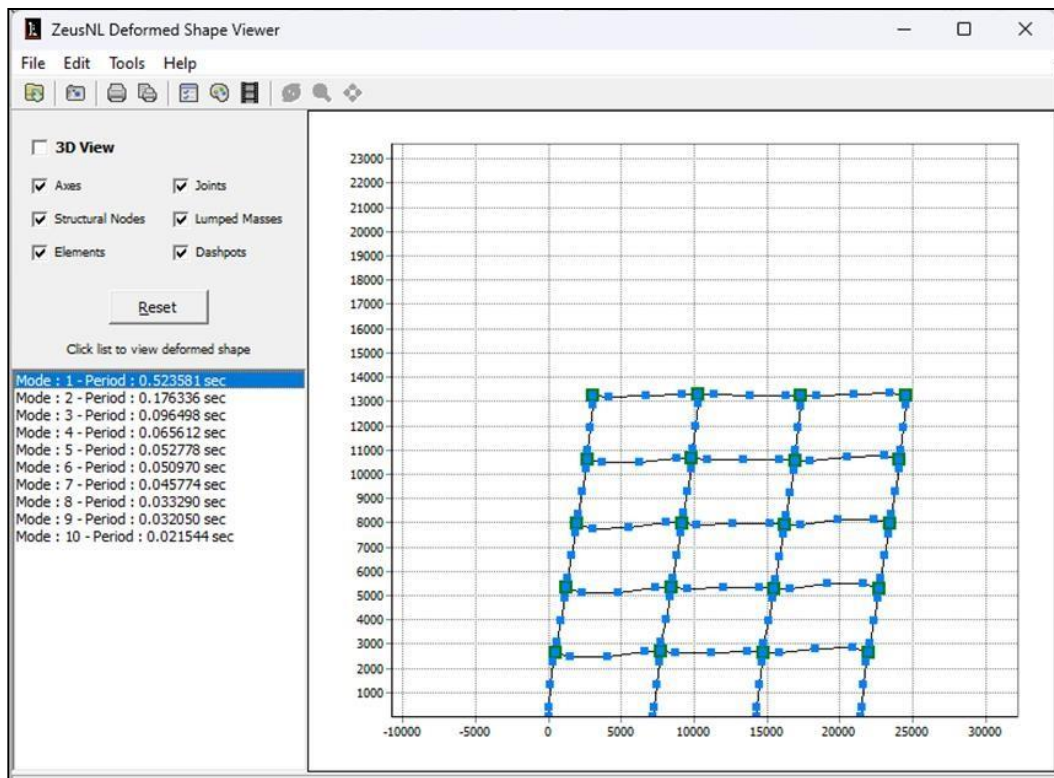 ZeusNL Deformed Shape Viewer
File Edit Tools Help
3D View
Axes Joints
Structural Nodes Lumped Masses
Elements Dashpots
Reset
Click list to view deformed shape
Mode : 1 - Period : 0.523581 sec
Mode : 2 - Period : 0.176336 sec
Mode : 3 - Period : 0.096498 sec
Mode : 4 - Period : 0.065612 sec
Mode : 5 - Period : 0.052778 sec
Mode : 6 - Period : 0.050970 sec
Mode : 7 - Period : 0.045774 sec
Mode : 8 - Period : 0.033290 sec
Mode : 9 - Period : 0.032050 sec
Mode : 10 - Period : 0.021544 sec
23000
22000
21000
20000
19000
18000
17000
16000
15000
14000
13000
12000
11000
10000
9000
8000
7000
6000
5000
4000
3000
2000
1000
-10000 -5000 0 5000 10000 15000 20000 25000 30000